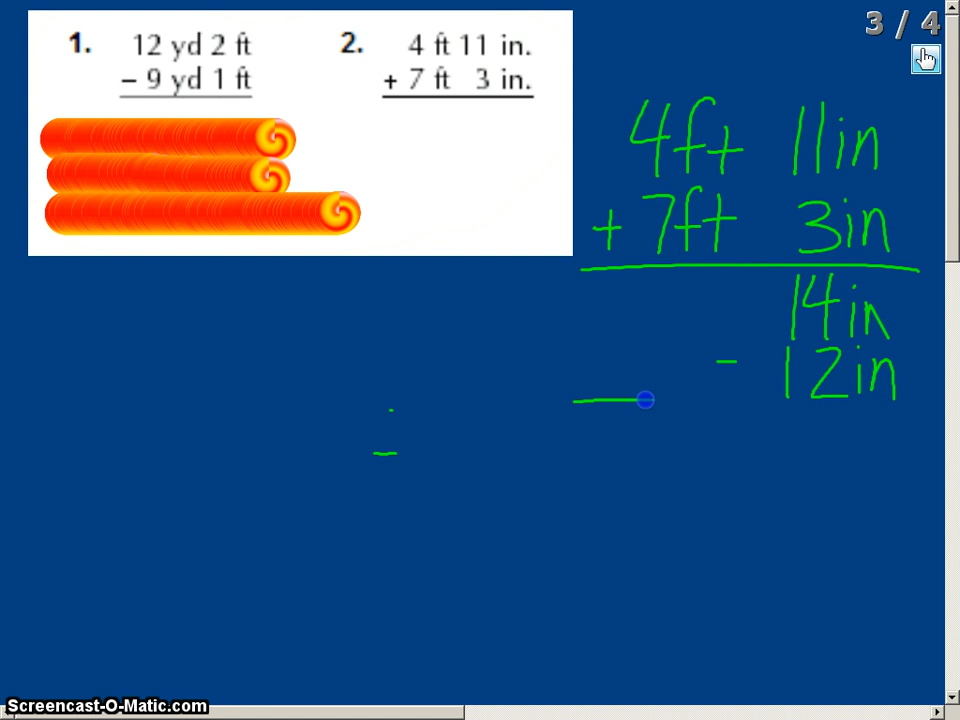 3 / 4
1. 12 yd 2 ft
− 9 yd 1 ft
2. 4 ft 11 in.
+ 7 ft 3 in.
4ft 11in
+ 7ft 3in
14in
- 12in
Screencast-O-Matic.com